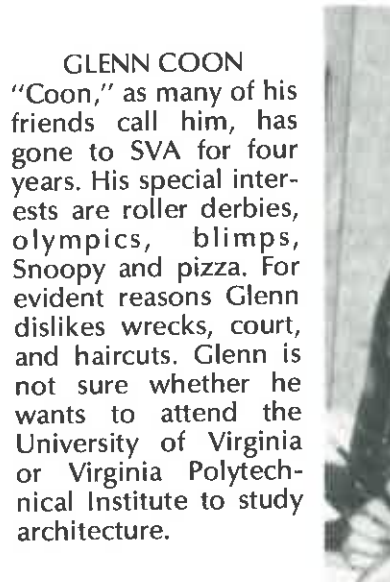 GLENN COON
"Coon," as many of his
friends call him, has
gone to SVA for four
years. His special inter-
ests are roller derbies,
olympics, blimps,
Snoopy and pizza. For
evident reasons Glenn
dislikes wrecks, court,
and haircuts. Glenn is
not sure whether he
wants to attend the
University of Virginia
or Virginia Polytech-
nical Institute to study
architecture.